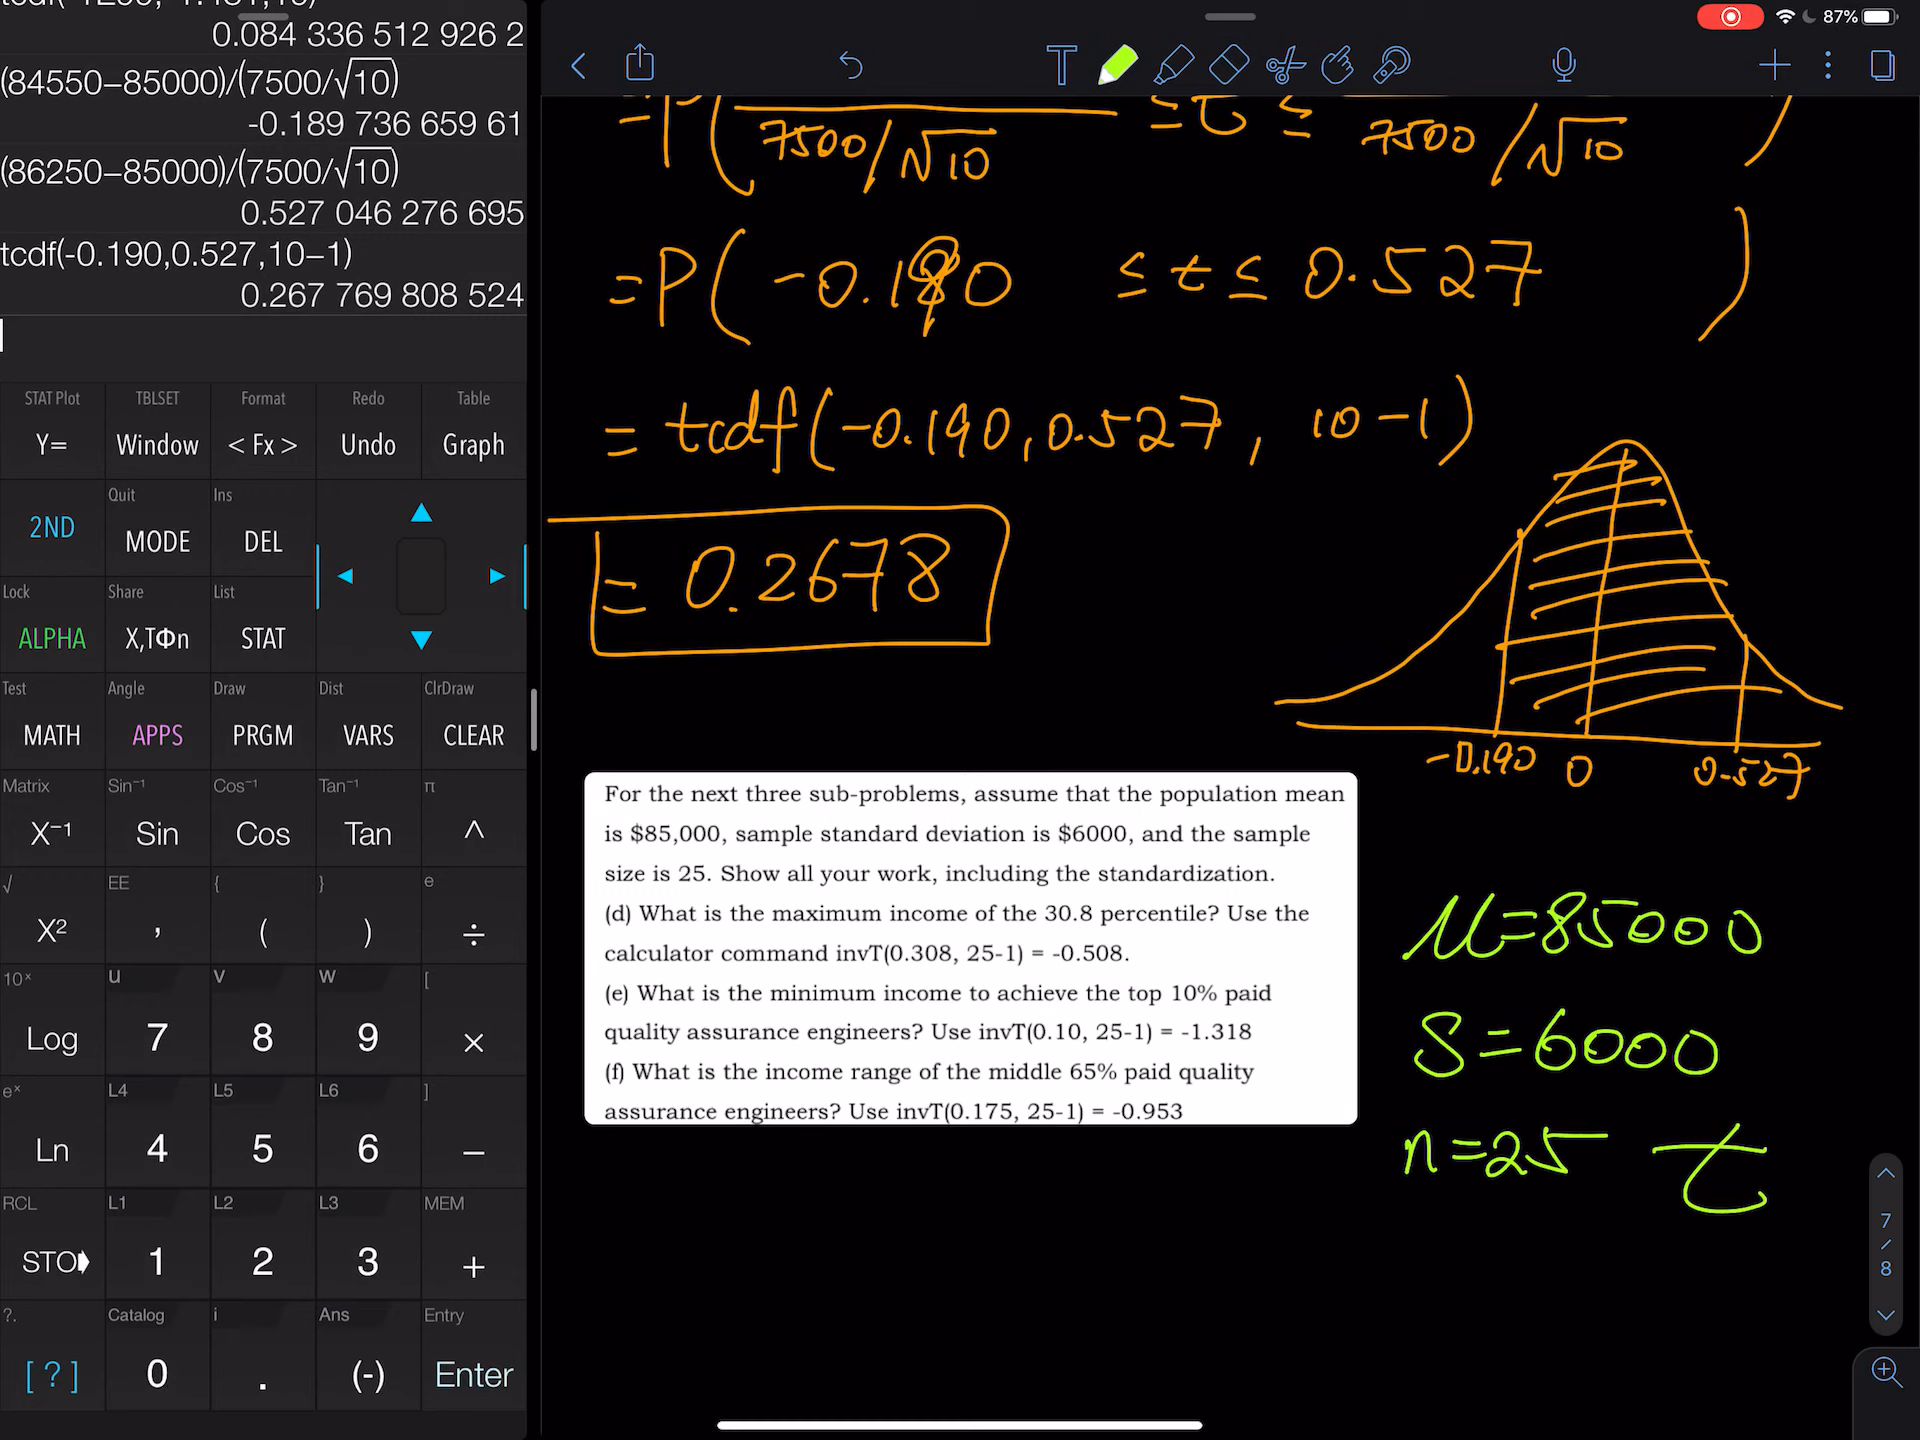 tcdf(-1299,-1.481,10)
0.084 336 512 926 2
(84550–85000)/(7500/√10)
-0.189 736 659 61
(86250–85000)/(7500/√10)
0.527 046 276 695
tcdf(-0.190,0.527,10–1)
0.267 769 808 524
STAT Plot TBLSET Format Redo Table
Y= Window < Fx > Undo Graph
Quit Ins
2ND MODE DEL
Lock Share List
ALPHA X,TΦn STAT
Test Angle Draw Dist ClrDraw
MATH APPS PRGM VARS CLEAR
Matrix Sin⁻¹ Cos⁻¹ Tan⁻¹ π
X⁻¹ Sin Cos Tan ^
√ EE { } e
X² , ( ) ÷
10ˣ u v w [
Log 7 8 9 ×
eˣ L4 L5 L6 ]
Ln 4 5 6 –
RCL L1 L2 L3 MEM
STO 1 2 3 +
?. Catalog i Ans Entry
[ ? ] 0 . (-) Enter
87%
T
=P( 7500/√10 ≤ t ≤ 7500/√10 )
=P( -0.190 ≤ t ≤ 0.527 )
= tcdf(-0.190, 0.527, 10-1)
= 0.2678
-0.190 0 0.527
For the next three sub-problems, assume that the population mean
is $85,000, sample standard deviation is $6000, and the sample
size is 25. Show all your work, including the standardization.
(d) What is the maximum income of the 30.8 percentile? Use the
calculator command invT(0.308, 25-1) = -0.508.
(e) What is the minimum income to achieve the top 10% paid
quality assurance engineers? Use invT(0.10, 25-1) = -1.318
(f) What is the income range of the middle 65% paid quality
assurance engineers? Use invT(0.175, 25-1) = -0.953
μ=85000
S=6000
n=25 t
7
/
8